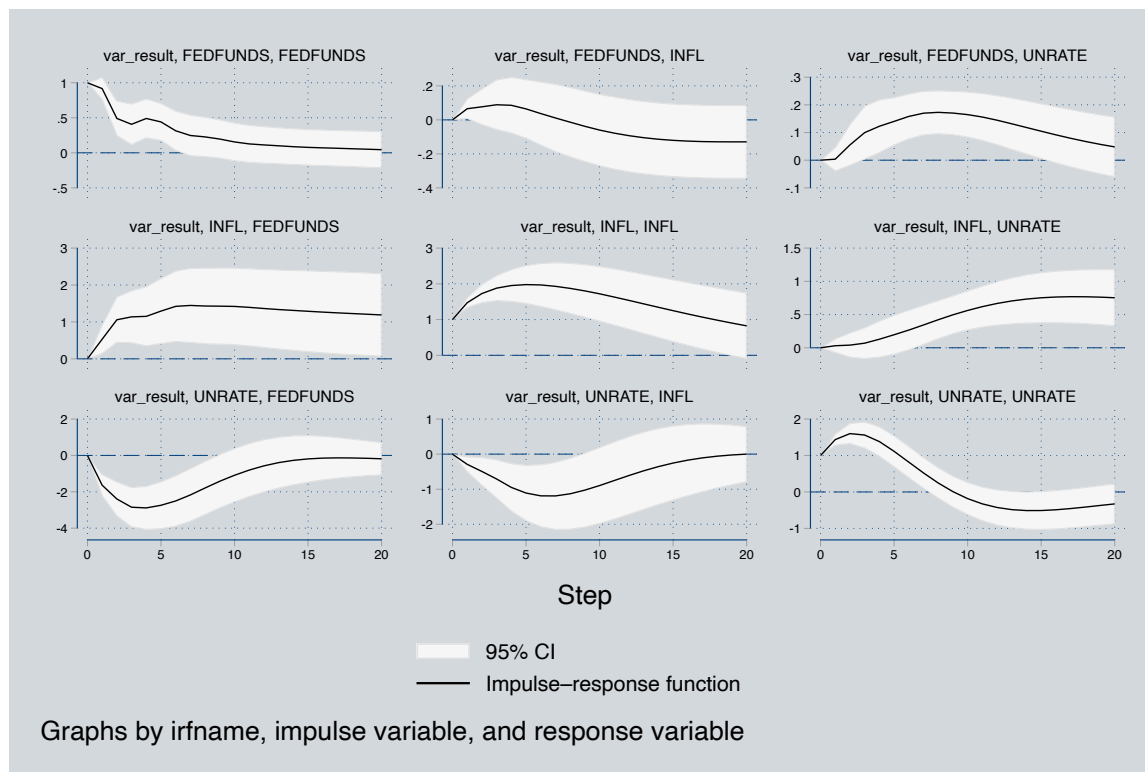 var_result, FEDFUNDS, FEDFUNDS
var_result, FEDFUNDS, INFL
var_result, FEDFUNDS, UNRATE
1
.5
0
-.5
.2
0
-.2
-.4
.3
.2
.1
0
-.1
var_result, INFL, FEDFUNDS
var_result, INFL, INFL
var_result, INFL, UNRATE
3
2
1
0
3
2
1
0
1.5
1
.5
0
var_result, UNRATE, FEDFUNDS
var_result, UNRATE, INFL
var_result, UNRATE, UNRATE
2
0
-2
-4
1
0
-1
-2
2
1
0
-1
0 5 10 15 20
0 5 10 15 20
0 5 10 15 20
Step
95% CI
Impulse–response function
Graphs by irfname, impulse variable, and response variable